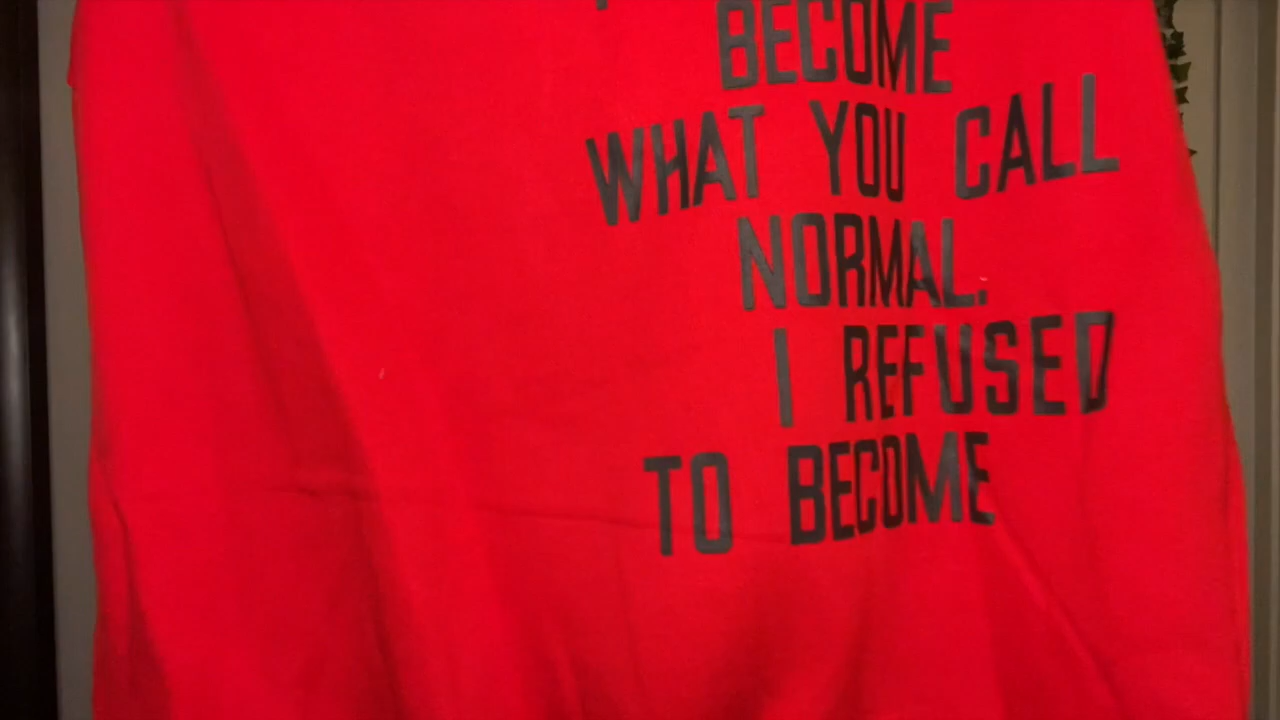 BECOME
WHAT YOU CALL
NORMAL.
I REFUSED
TO BECOME